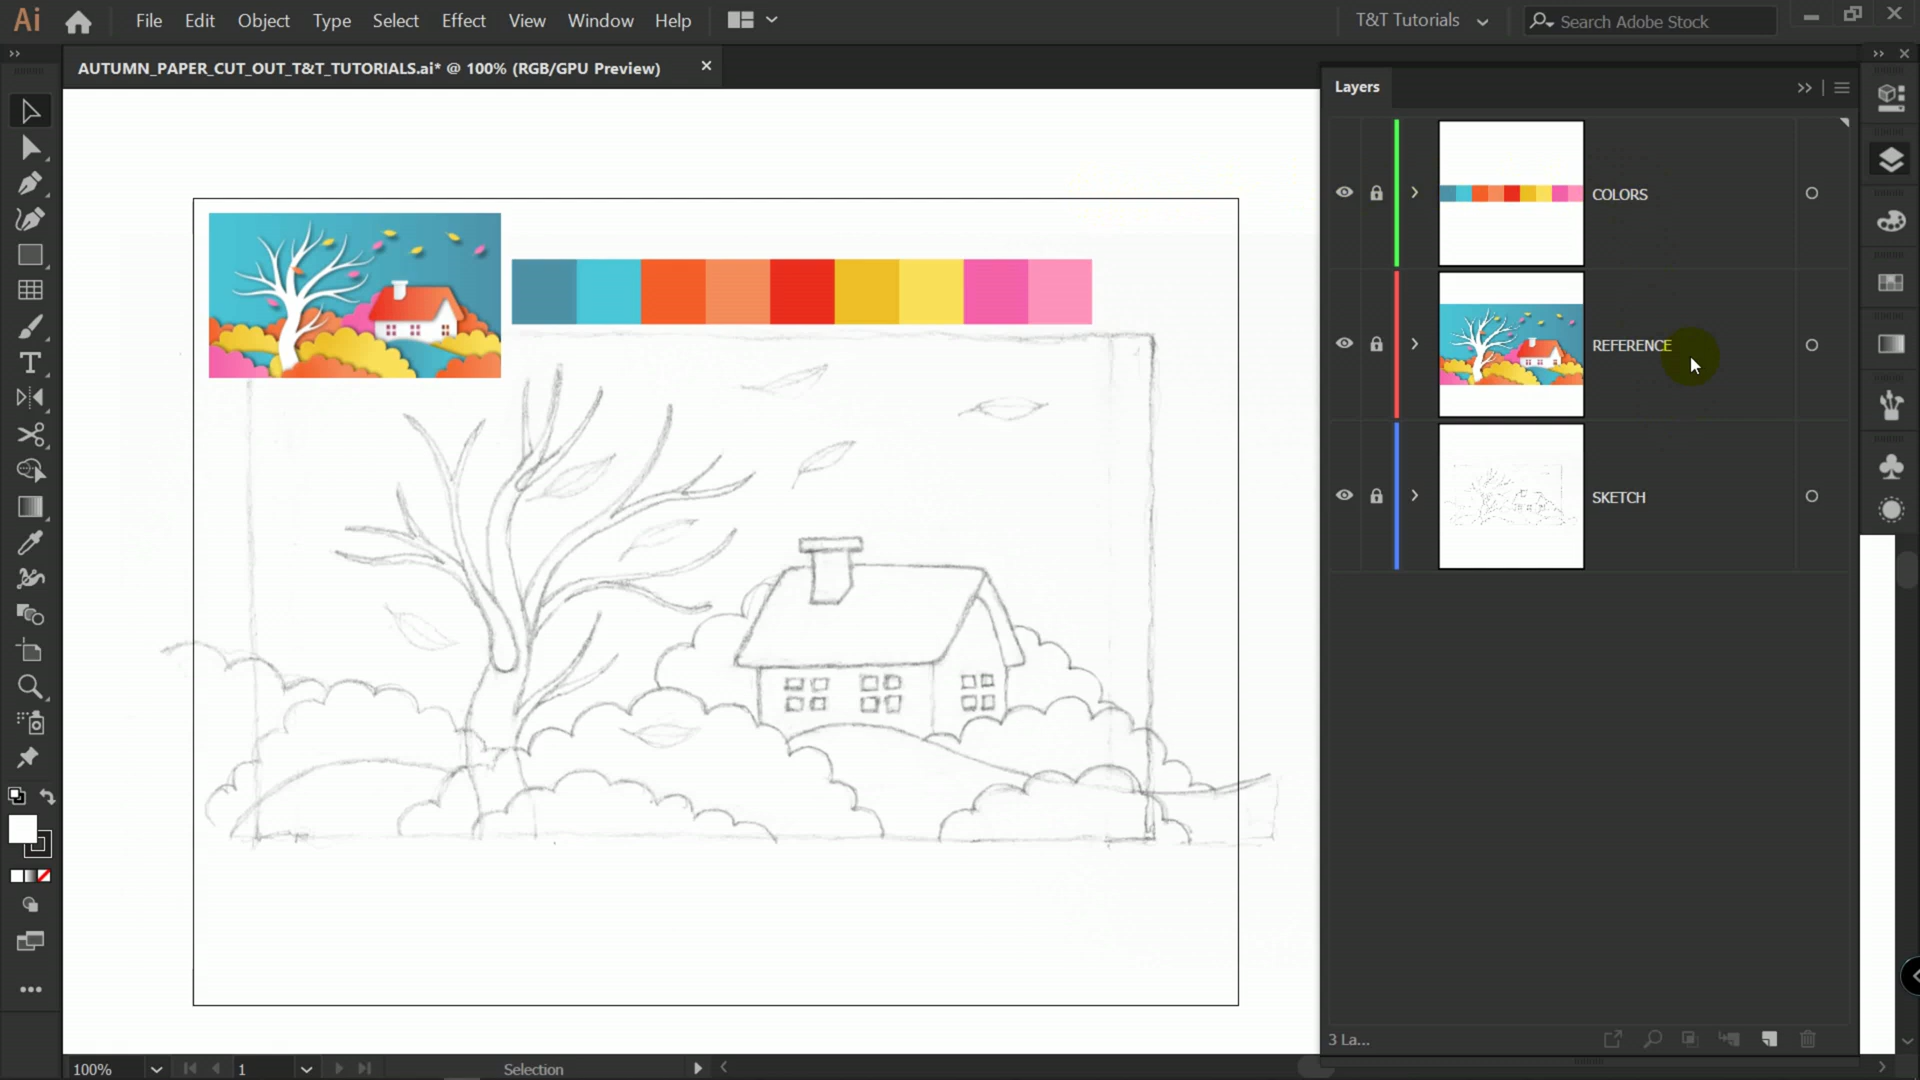 Ai File Edit Object Type Select Effect View Window Help T&T Tutorials Search Adobe Stock
AUTUMN_PAPER_CUT_OUT_T&T_TUTORIALS.ai* @ 100% (RGB/GPU Preview)
Layers
COLORS
REFERENCE
SKETCH
3 La...
100% 1 Selection